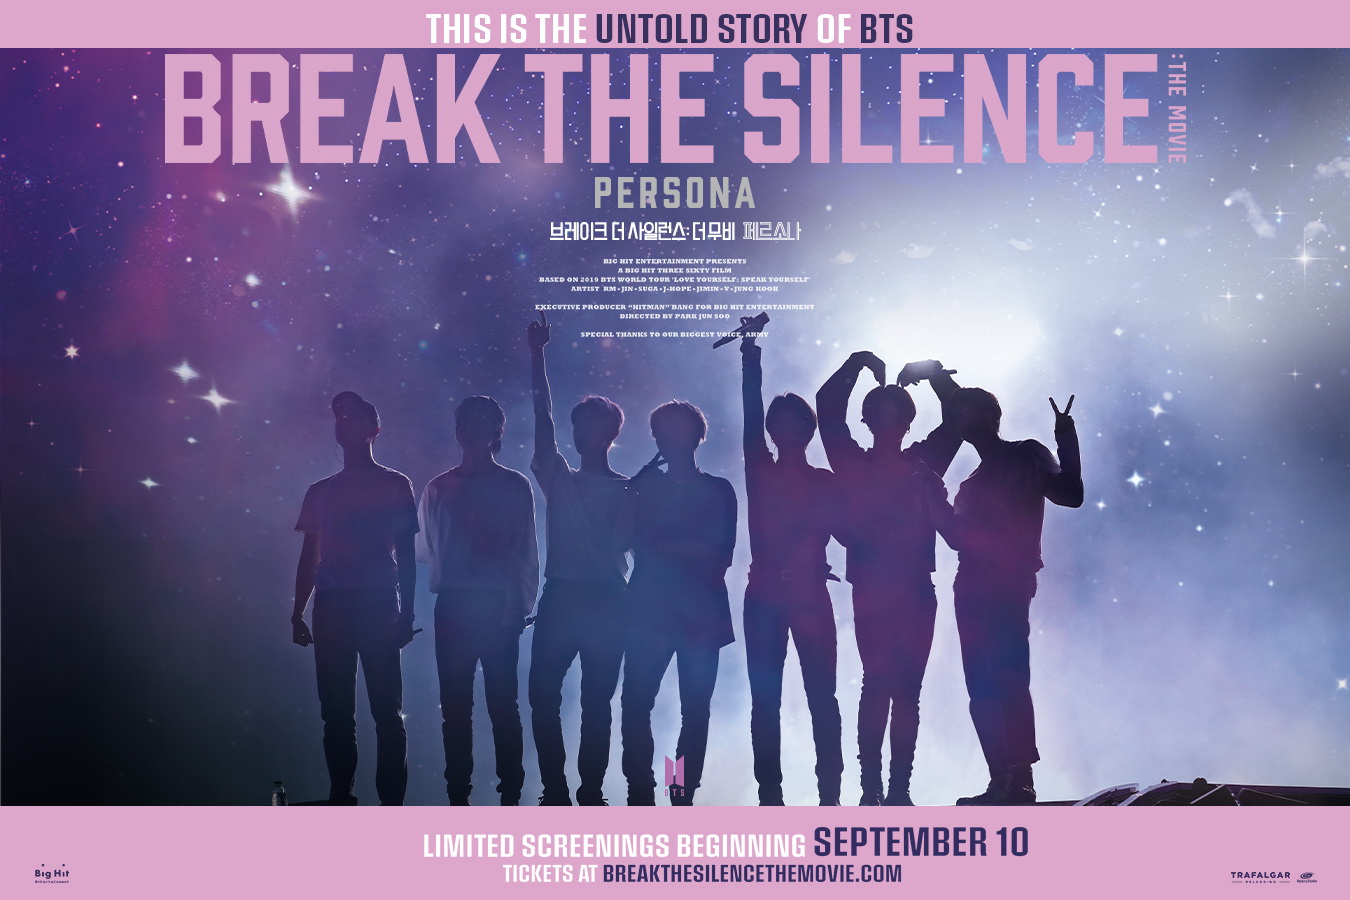 THIS IS THE UNTOLD STORY OF BTS
BREAK THE SILENCE
: THE MOVIE
PERSONA
브레이크 더 사일런스: 더 무비 페르소나
BIG HIT ENTERTAINMENT PRESENTS
A BIG HIT THREE SIXTY FILM
BASED ON 2019 BTS WORLD TOUR 'LOVE YOURSELF: SPEAK YOURSELF'
ARTIST RM • JIN • SUGA • J-HOPE • JIMIN • V • JUNG KOOK
EXECUTIVE PRODUCER "HITMAN" BANG FOR BIG HIT ENTERTAINMENT
DIRECTED BY PARK JUN SOO
SPECIAL THANKS TO OUR BIGGEST VOICE, ARMY
BTS
LIMITED SCREENINGS BEGINNING SEPTEMBER 10
TICKETS AT BREAKTHESILENCETHEMOVIE.COM
Big Hit
Entertainment
TRAFALGAR
RELEASING